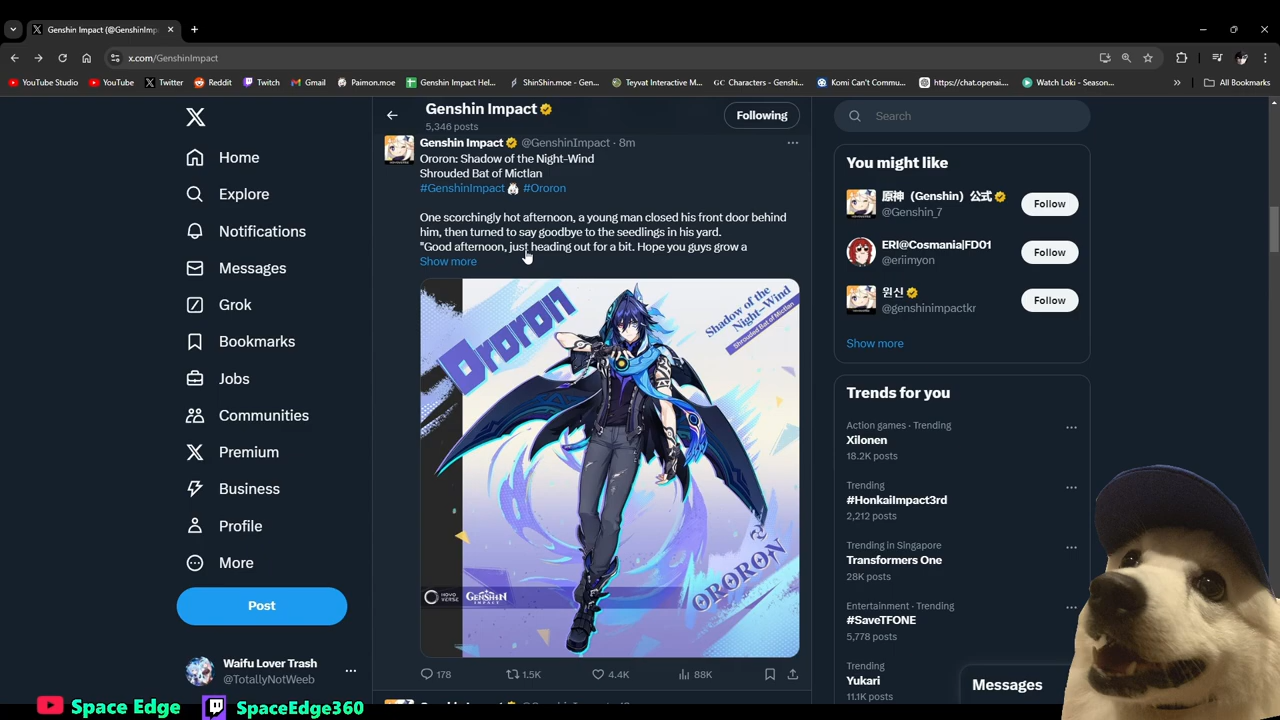 Genshin Impact (@GenshinImp
x.com/GenshinImpact
YouTube Studio
YouTube
Twitter
Reddit
Twitch
Gmail
Paimon.moe
Genshin Impact Hel...
ShinShin.moe - Gen...
Teyvat Interactive M...
GC Characters - Genshi...
Komi Can't Commu...
https://chat.openai...
Watch Loki - Season...
All Bookmarks
Home
Explore
Notifications
Messages
Grok
Bookmarks
Jobs
Communities
Premium
Business
Profile
More
Post
Waifu Lover Trash
@TotallyNotWeeb
Genshin Impact
5,346 posts
Following
Genshin Impact @GenshinImpact · 8m
Ororon: Shadow of the Night-Wind
Shrouded Bat of Mictlan
#GenshinImpact #Ororon
One scorchingly hot afternoon, a young man closed his front door behind
him, then turned to say goodbye to the seedlings in his yard.
"Good afternoon, just heading out for a bit. Hope you guys grow a
Show more
Ororon
Shadow of the
Night-Wind
Shrouded Bat of Mictlan
ORORON
HOYOVERSE
GENSHIN IMPACT
178
1.5K
4.4K
88K
Search
You might like
原神（Genshin）公式
@Genshin_7
Follow
ERI@Cosmania|FD01
@eriimyon
Follow
원신
@genshinimpactkr
Follow
Show more
Trends for you
Action games · Trending
Xilonen
18.2K posts
Trending
#HonkaiImpact3rd
2,212 posts
Trending in Singapore
Transformers One
28K posts
Entertainment · Trending
#SaveTFONE
5,778 posts
Trending
Yukari
11.1K posts
Messages
Space Edge
SpaceEdge360